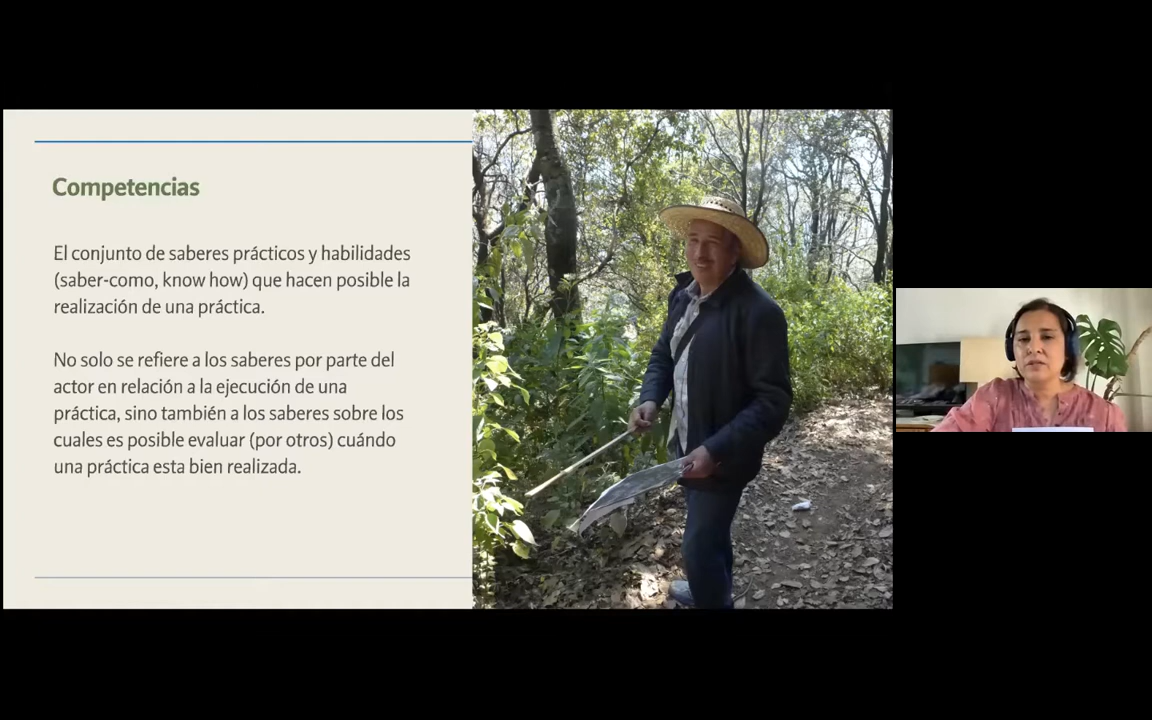 Competencias
El conjunto de saberes prácticos y habilidades
(saber-como, know how) que hacen posible la
realización de una práctica.
No solo se refiere a los saberes por parte del
actor en relación a la ejecución de una
práctica, sino también a los saberes sobre los
cuales es posible evaluar (por otros) cuándo
una práctica esta bien realizada.